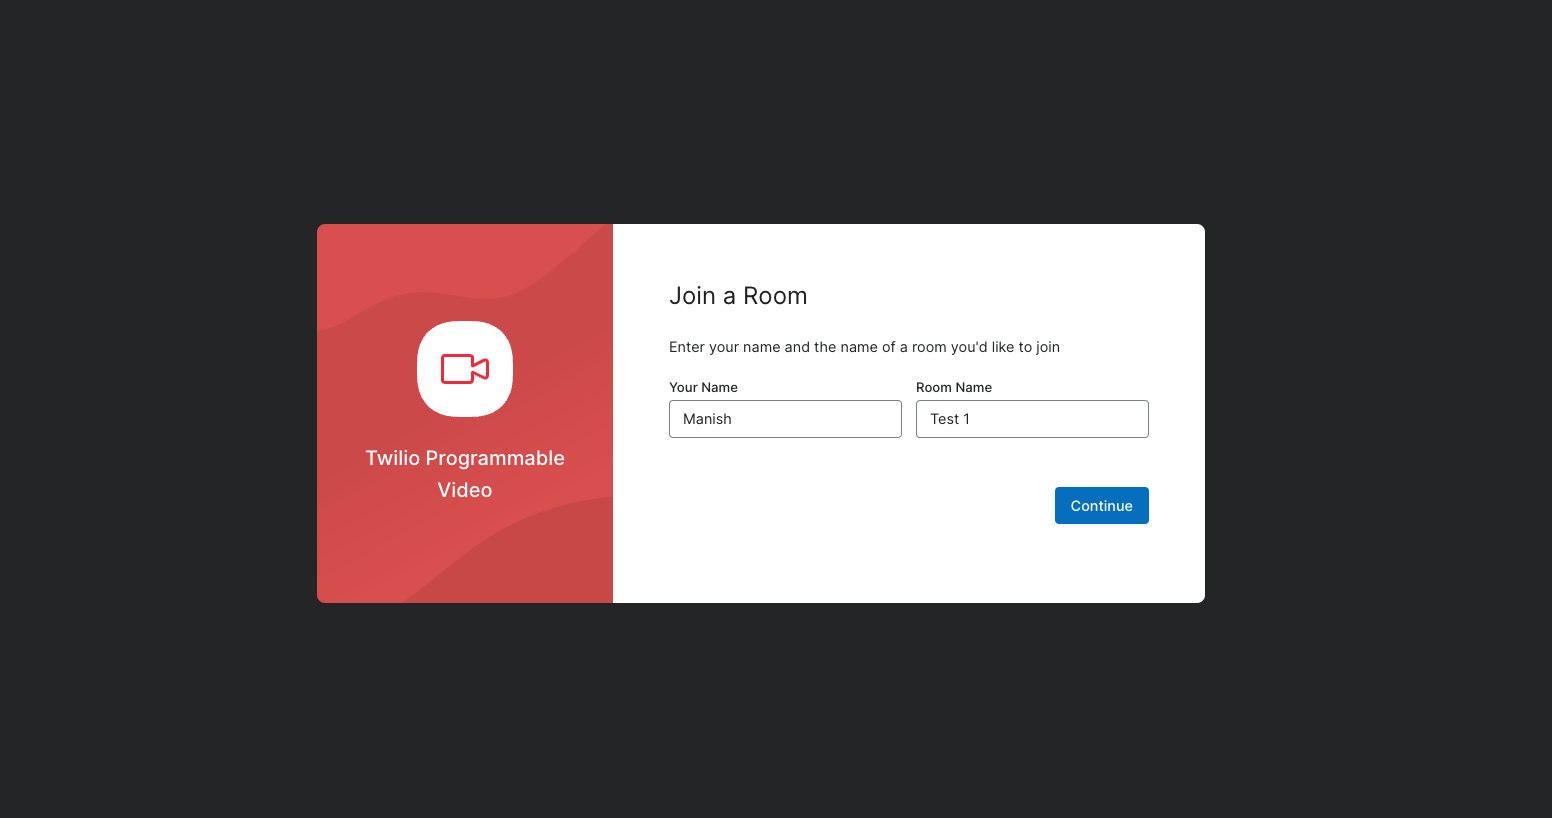 Twilio Programmable
Video
Join a Room
Enter your name and the name of a room you'd like to join
Your Name
Manish
Room Name
Test 1
Continue